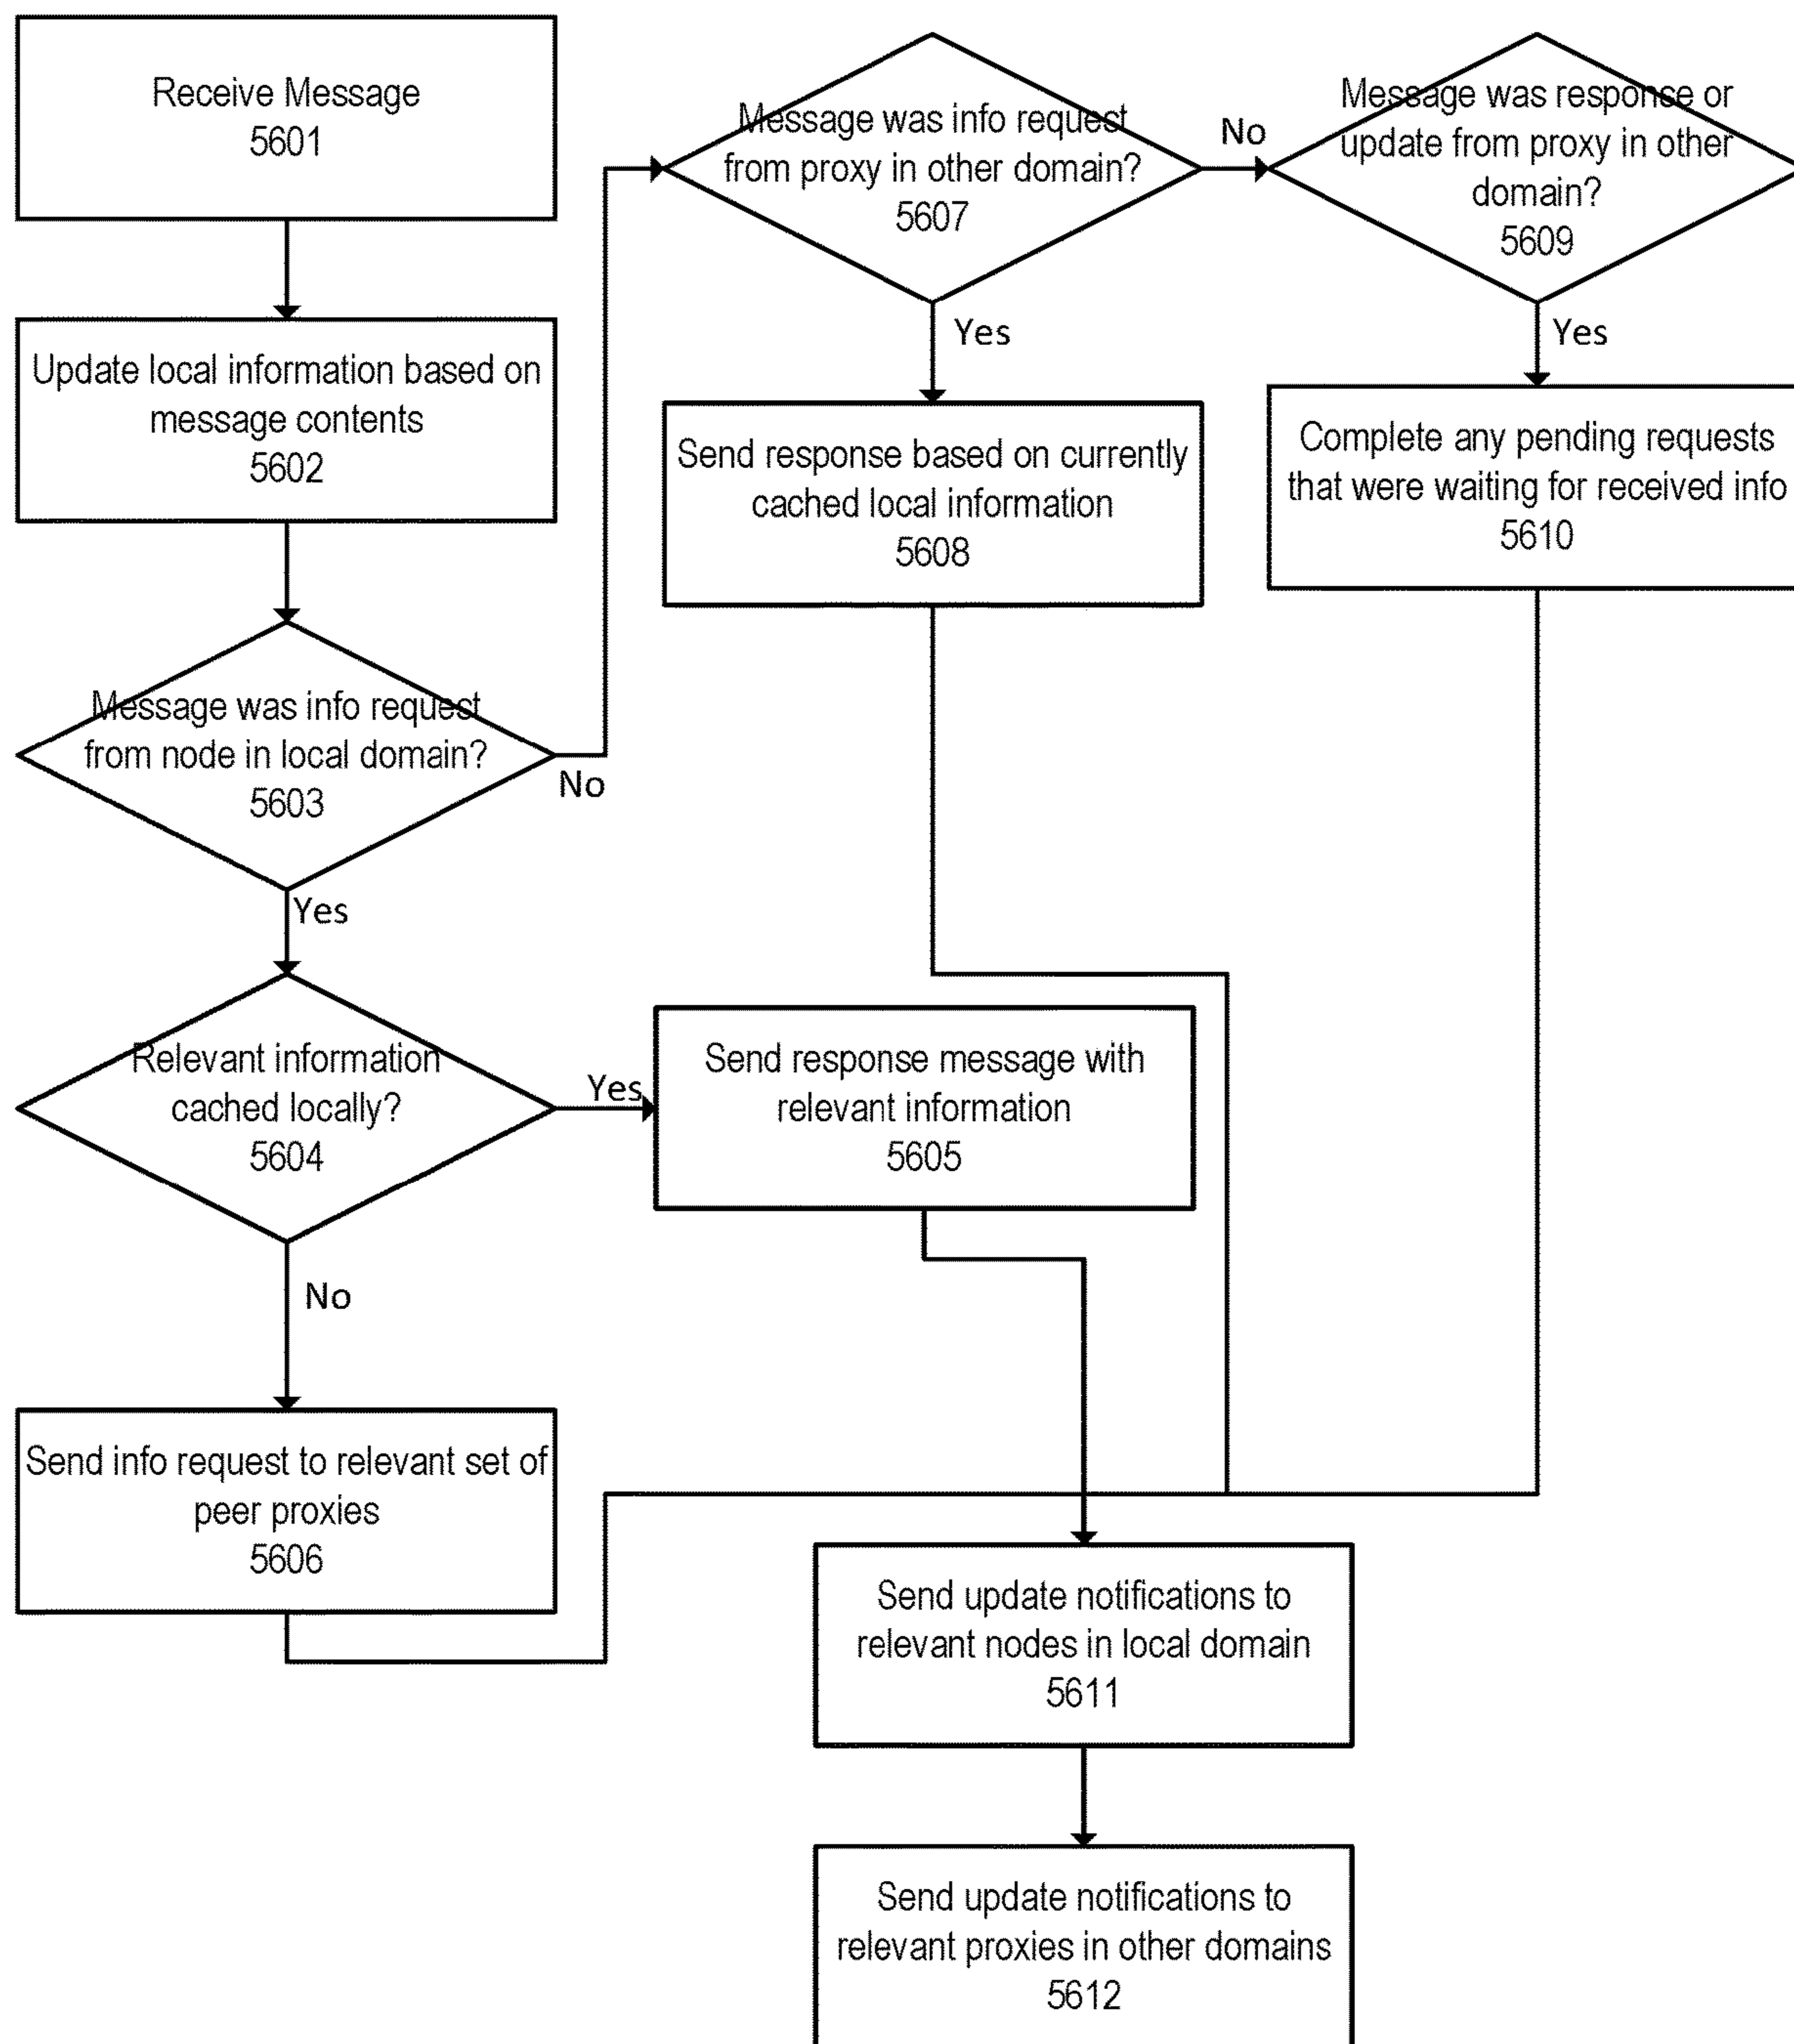 Receive Message
5601
Update local information based on
message contents
5602
Message was info request
from node in local domain?
5603
No
Yes
Relevant information
cached locally?
5604
Yes
No
Send response message with
relevant information
5605
Send info request to relevant set of
peer proxies
5606
Message was info request
from proxy in other domain?
5607
No
Yes
Send response based on currently
cached local information
5608
Message was response or
update from proxy in other
domain?
5609
Yes
Complete any pending requests
that were waiting for received info
5610
Send update notifications to
relevant nodes in local domain
5611
Send update notifications to
relevant proxies in other domains
5612